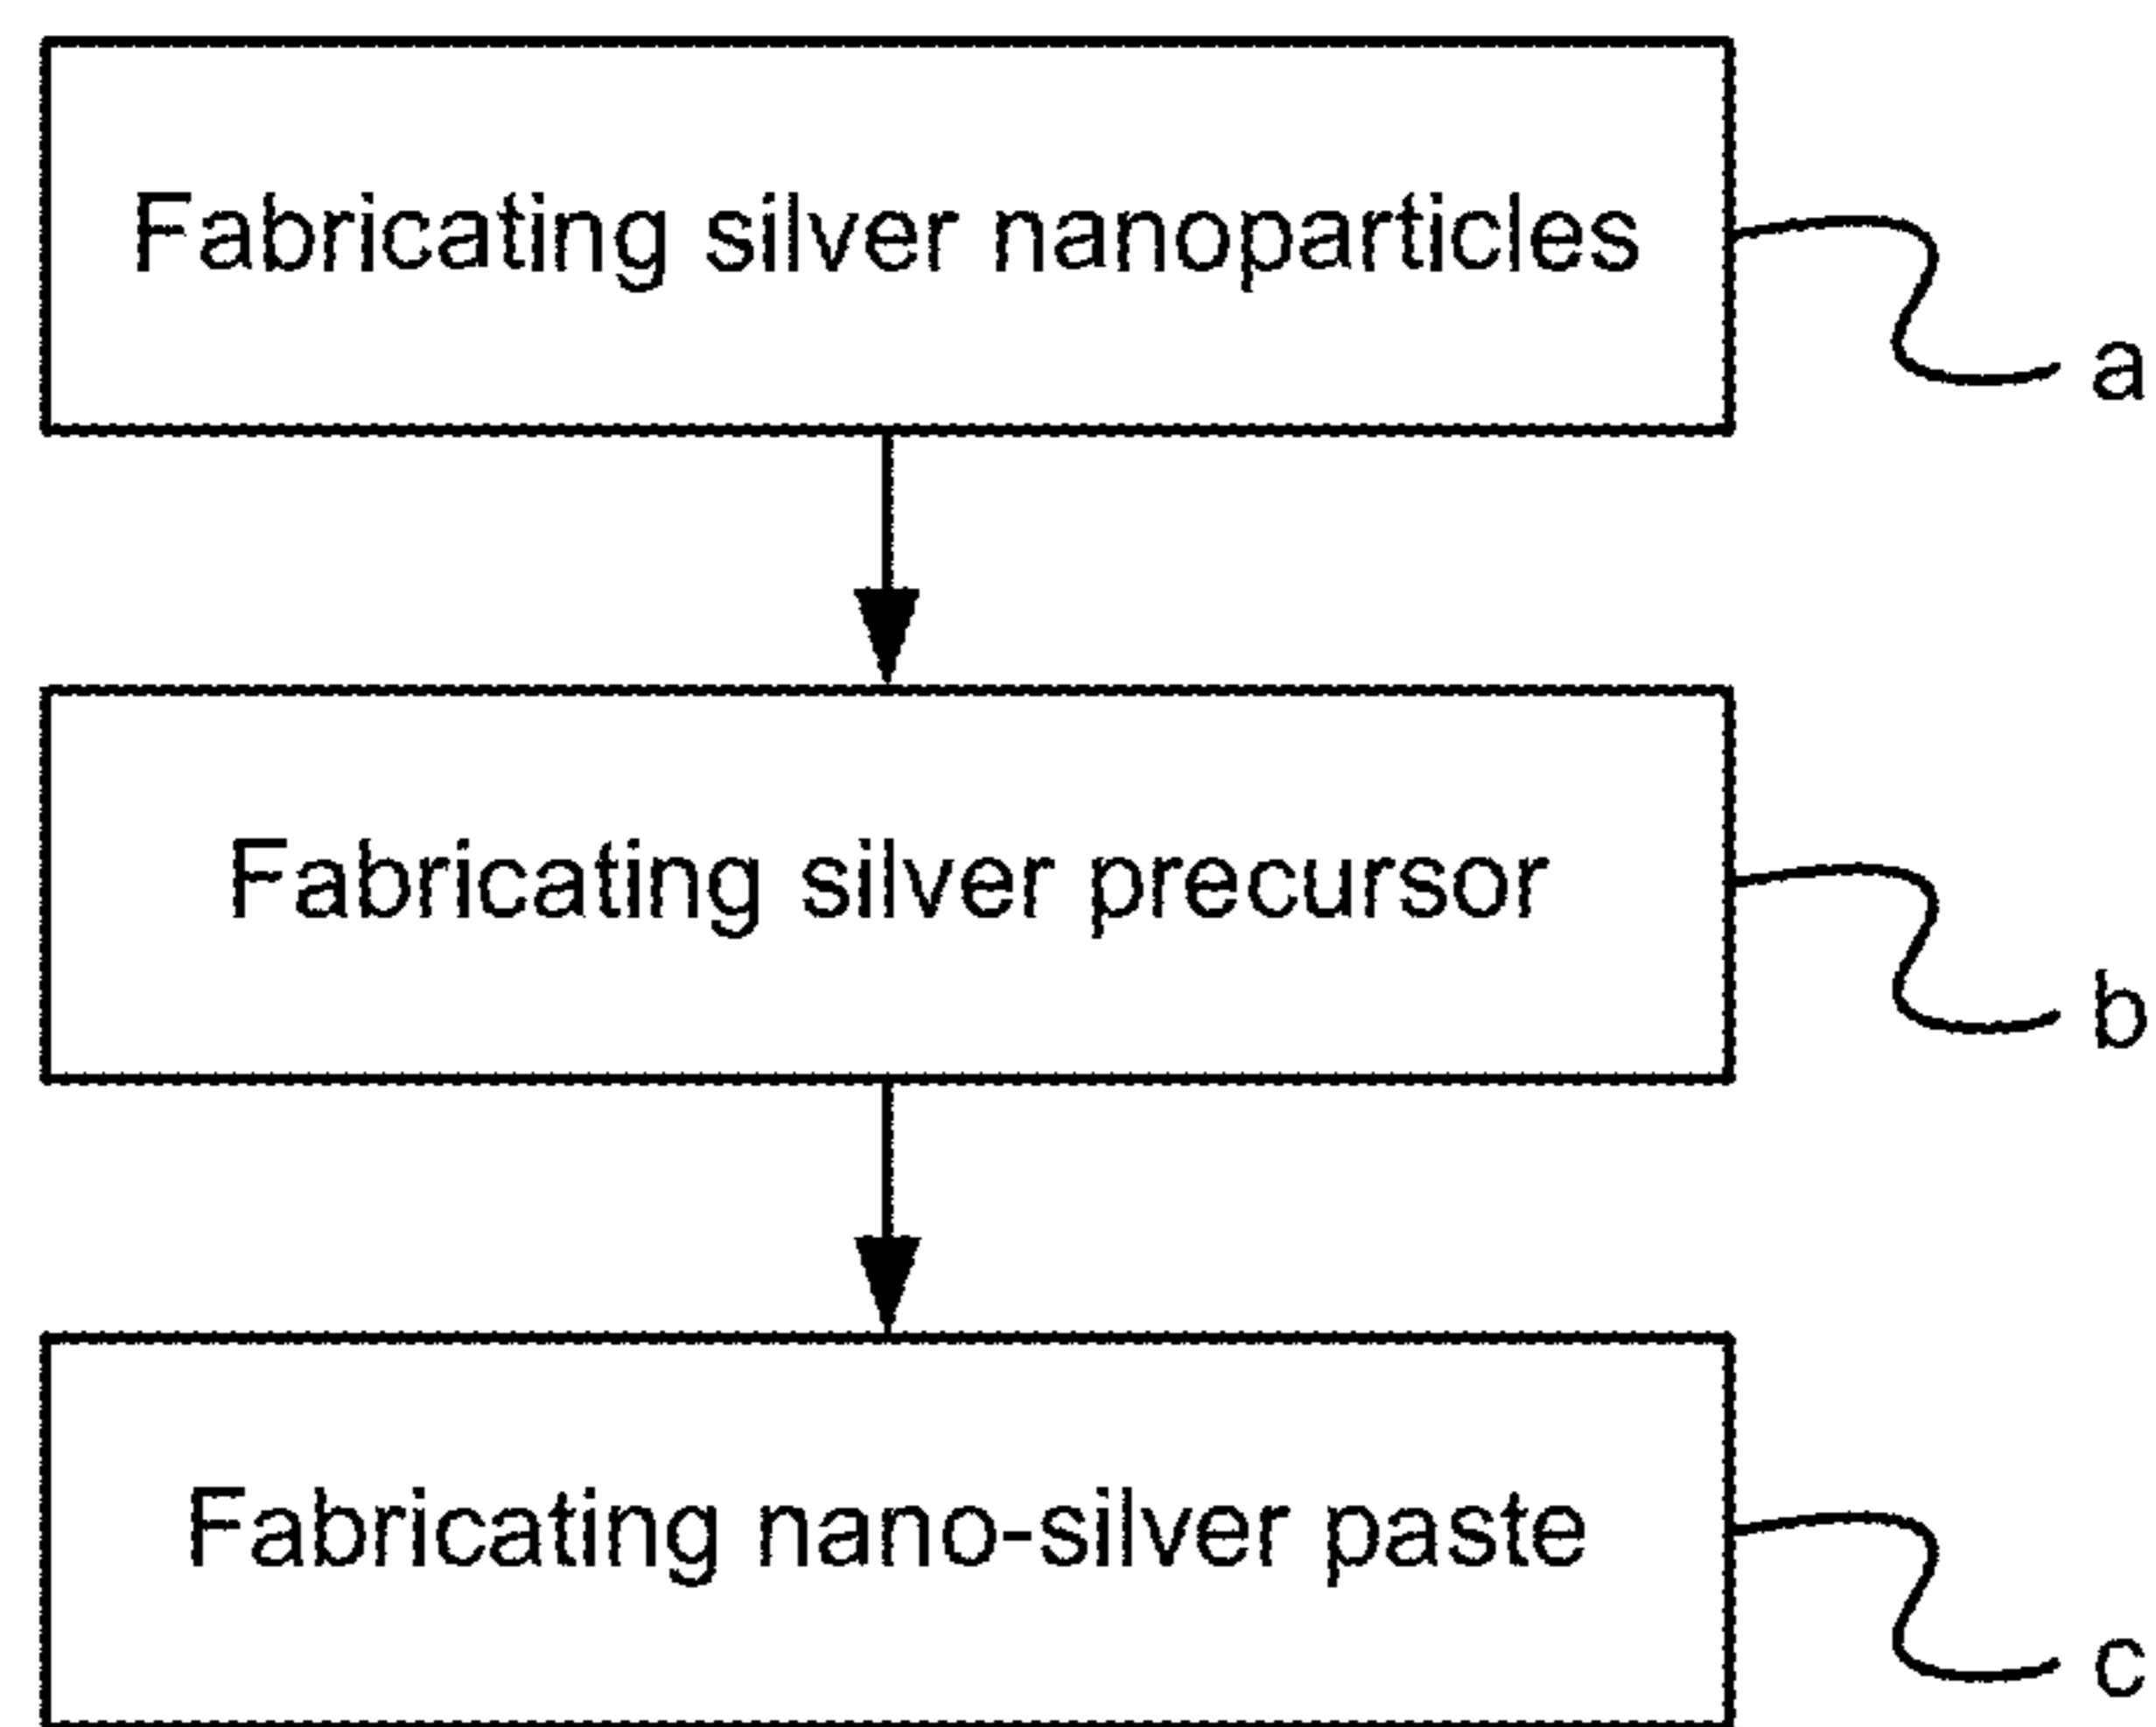 Fabricating silver nanoparticles
a
Fabricating silver precursor
b
Fabricating nano-silver paste
c